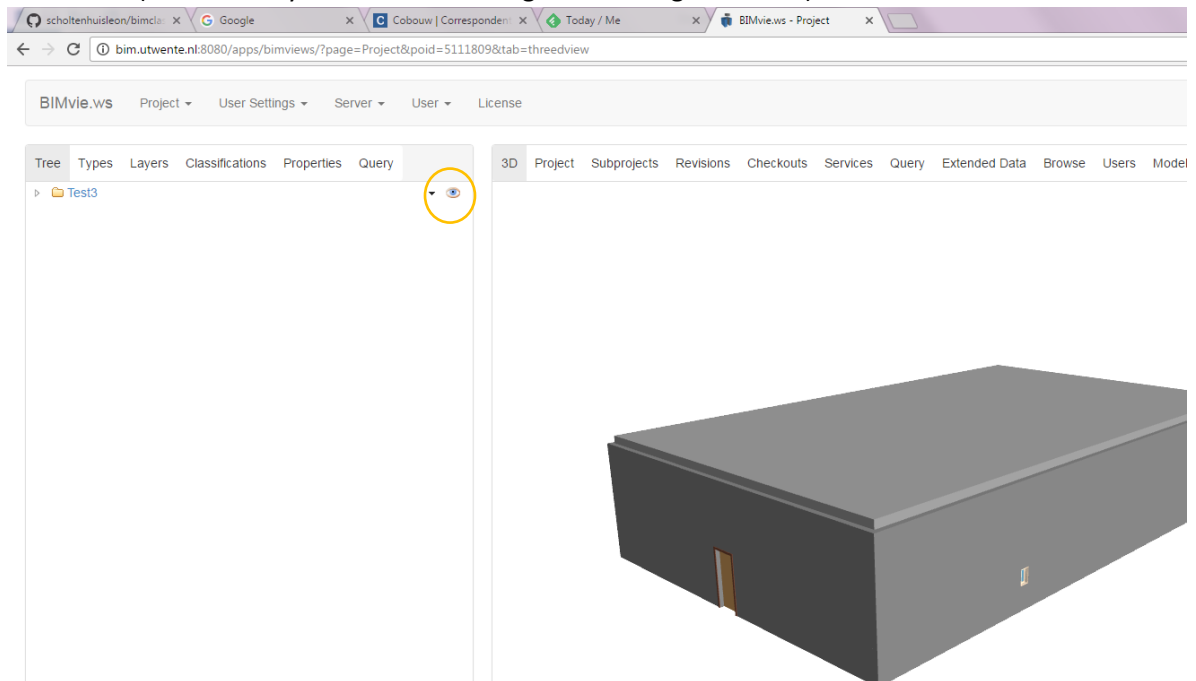 scholtenhuisleon/bimcla
Google
Cobouw | Corresponden
Today / Me
BIMvie.ws - Project
bim.utwente.nl:8080/apps/bimviews/?page=Project&poid=5111809&tab=threedview
BIMvie.ws Project User Settings Server User License
Tree Types Layers Classifications Properties Query
3D Project Subprojects Revisions Checkouts Services Query Extended Data Browse Users Model
Test3